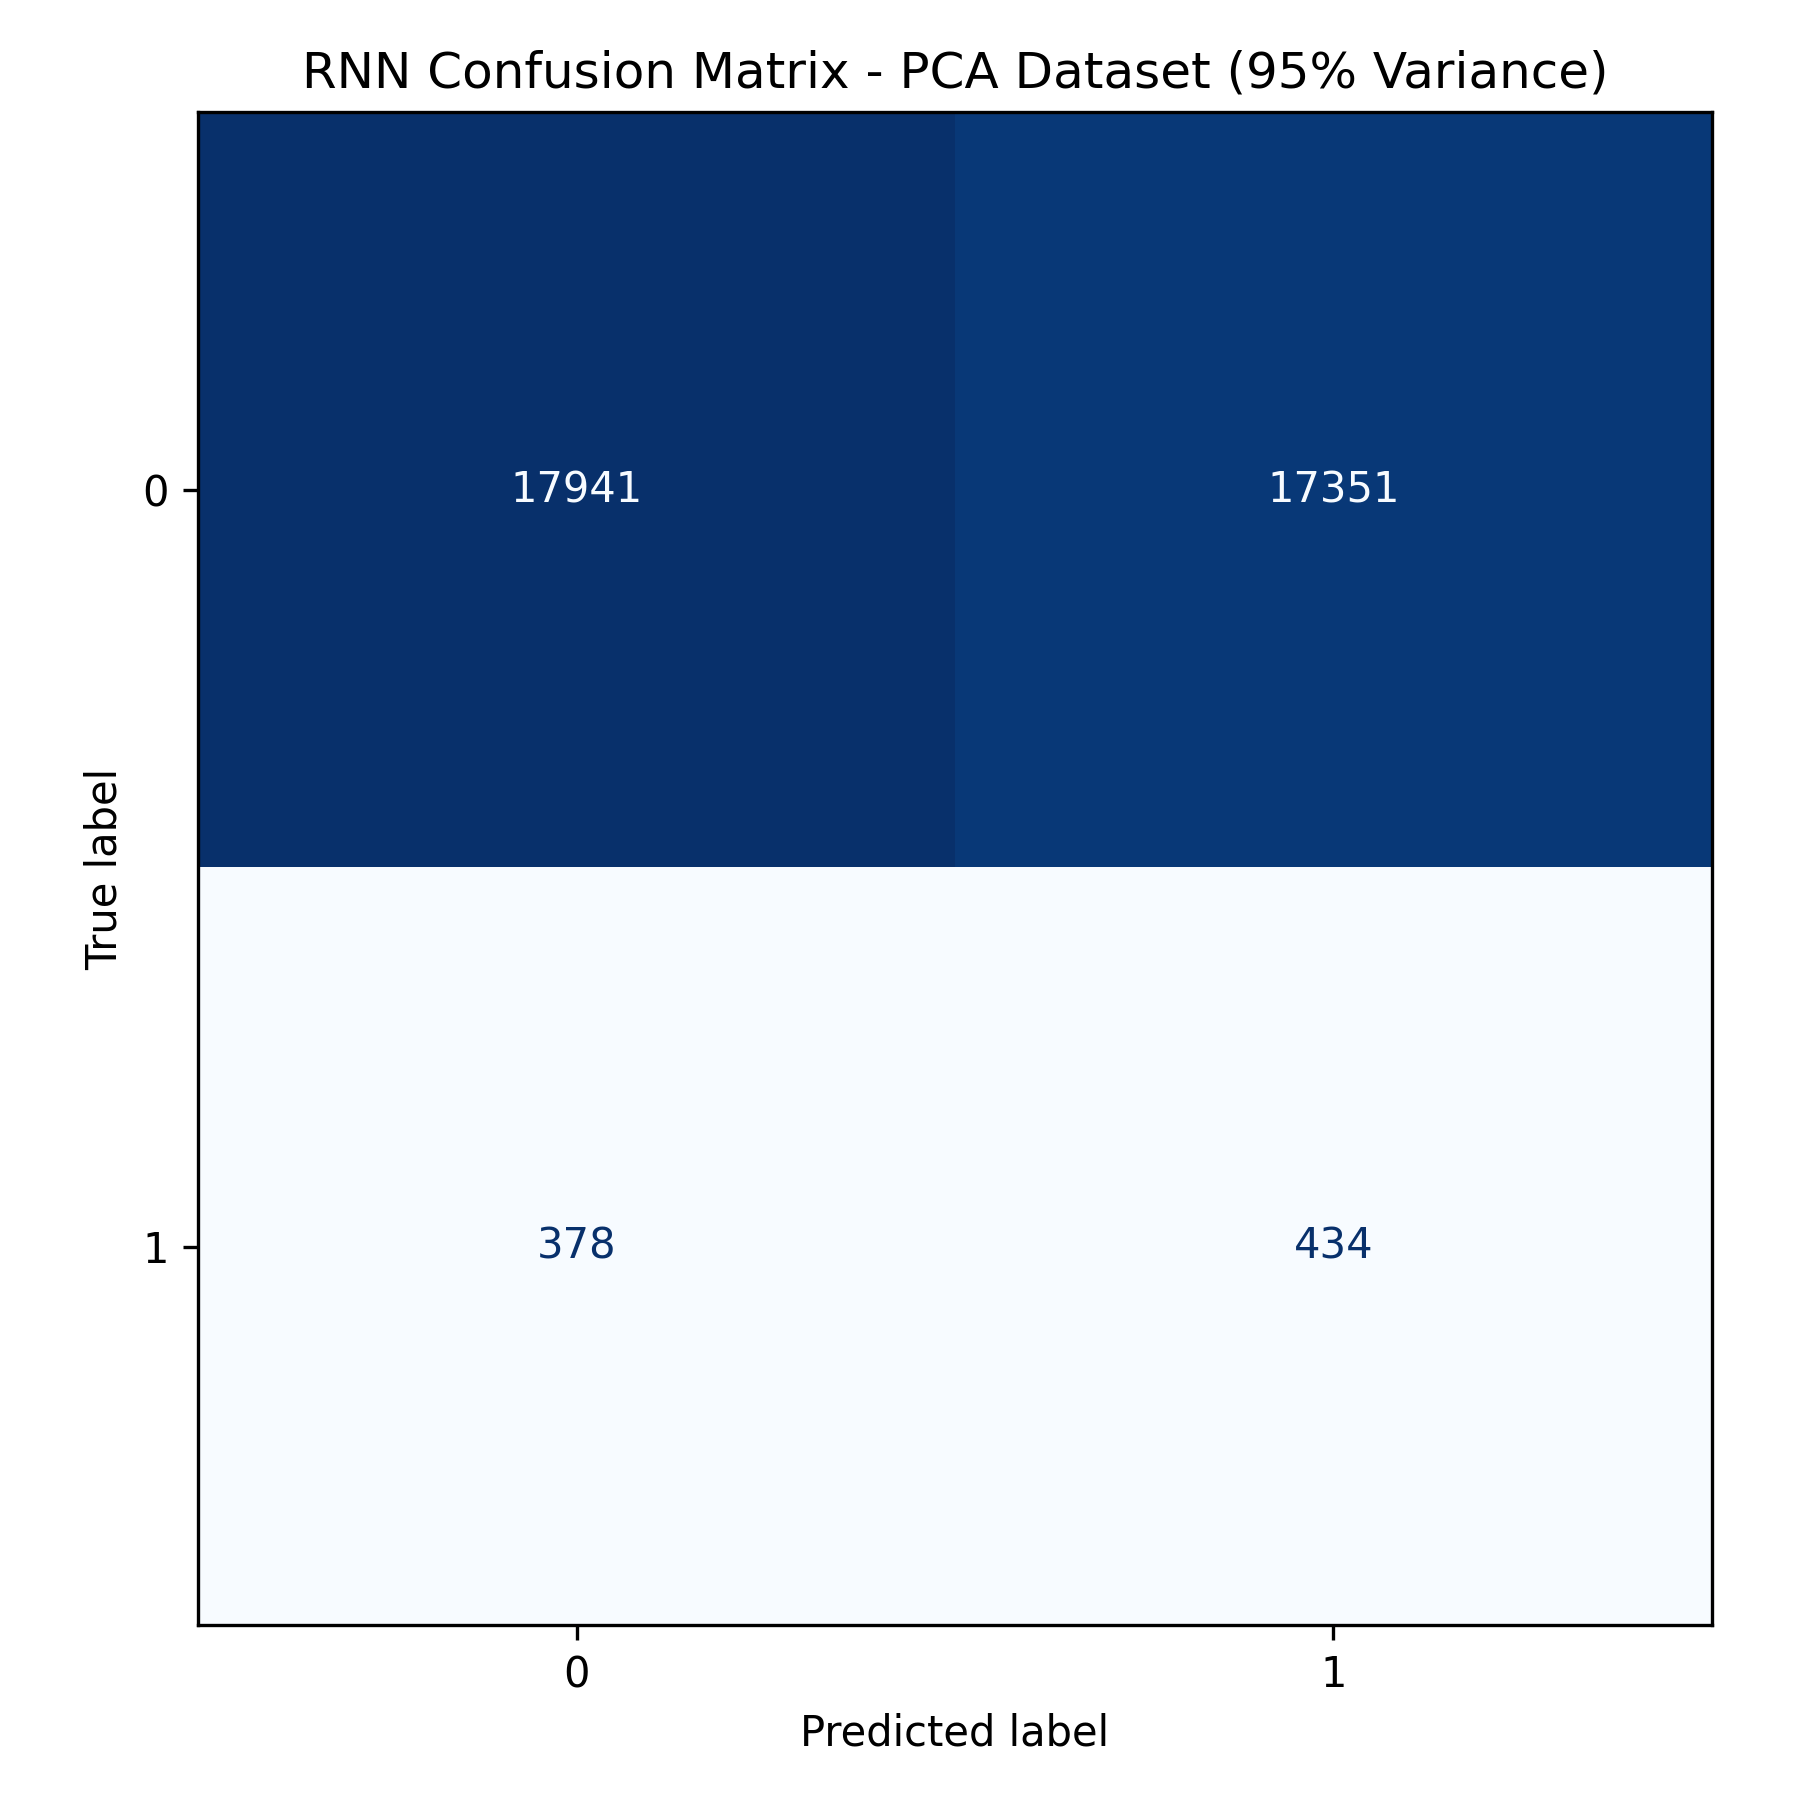 RNN Confusion Matrix - PCA Dataset (95% Variance)
True label
0
17941
17351
1
378
434
0
1
Predicted label